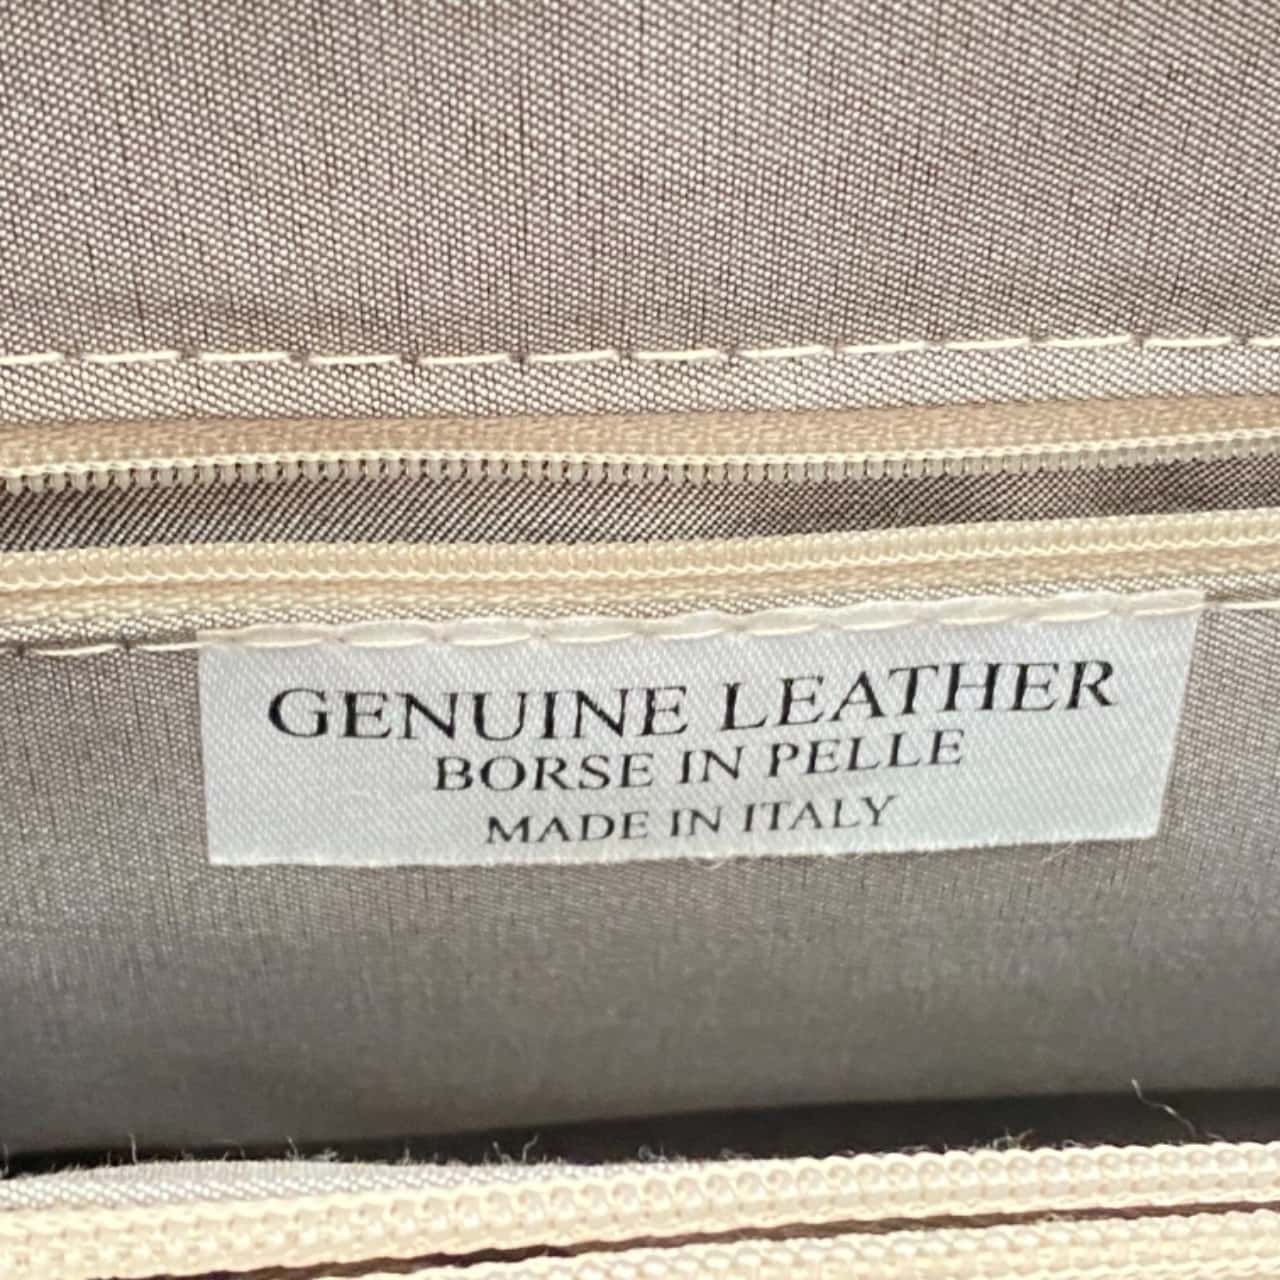 GENUINE LEATHER
BORSE IN PELLE
MADE IN ITALY